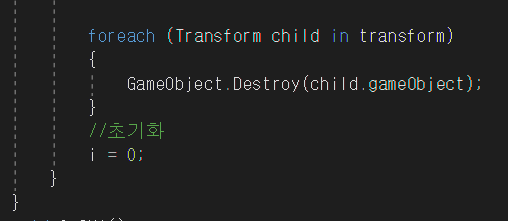 foreach (Transform child in transform)
{
GameObject.Destroy(child.gameObject);
}
//초기화
i = 0;
}
}